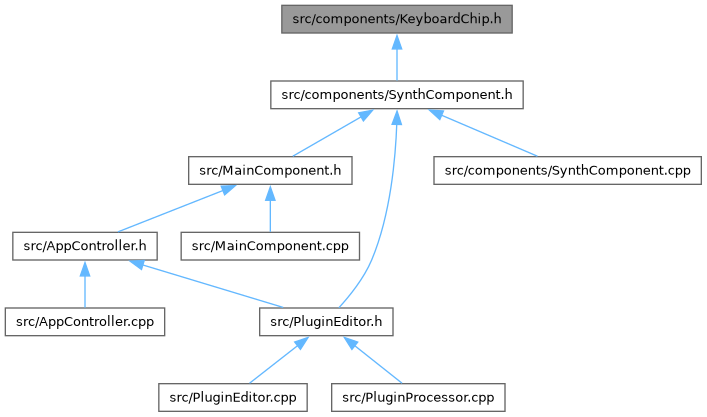 src/components/KeyboardChip.h
src/components/SynthComponent.h
src/MainComponent.h
src/components/SynthComponent.cpp
src/AppController.h
src/MainComponent.cpp
src/AppController.cpp
src/PluginEditor.h
src/PluginEditor.cpp
src/PluginProcessor.cpp